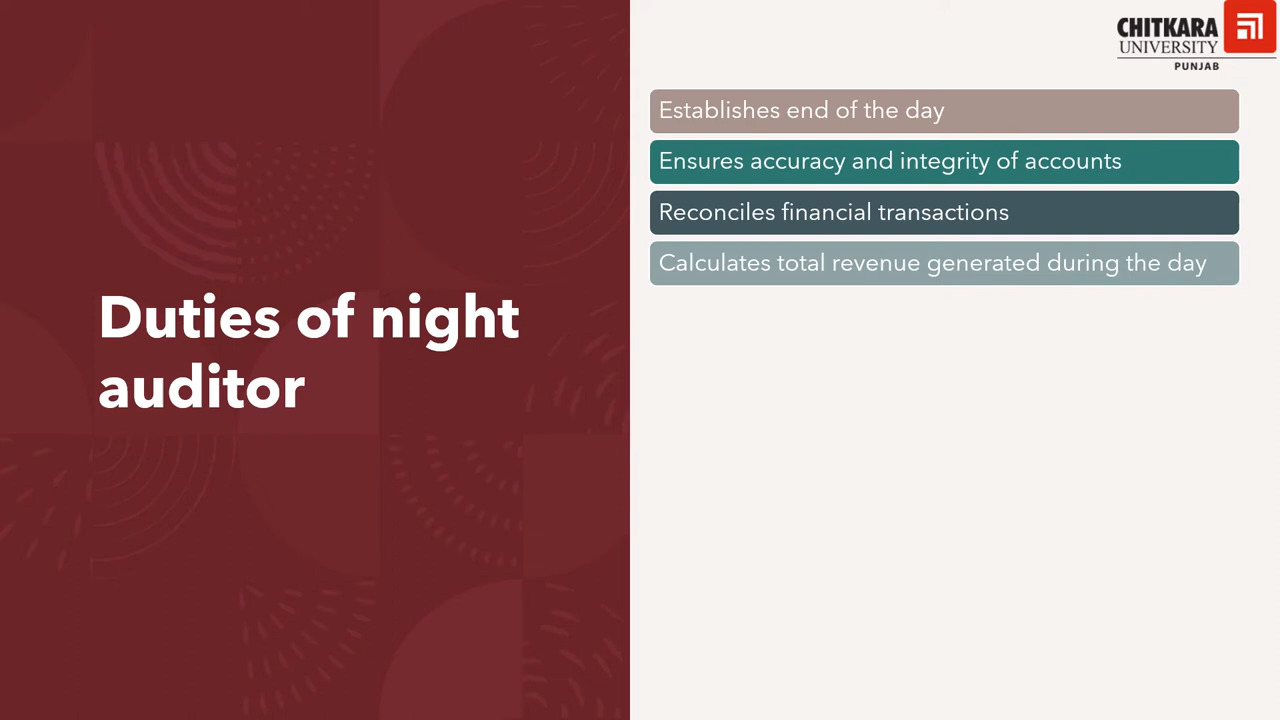 CHITKARA
UNIVERSITY
PUNJAB
Duties of night
auditor
Establishes end of the day
Ensures accuracy and integrity of accounts
Reconciles financial transactions
Calculates total revenue generated during the day